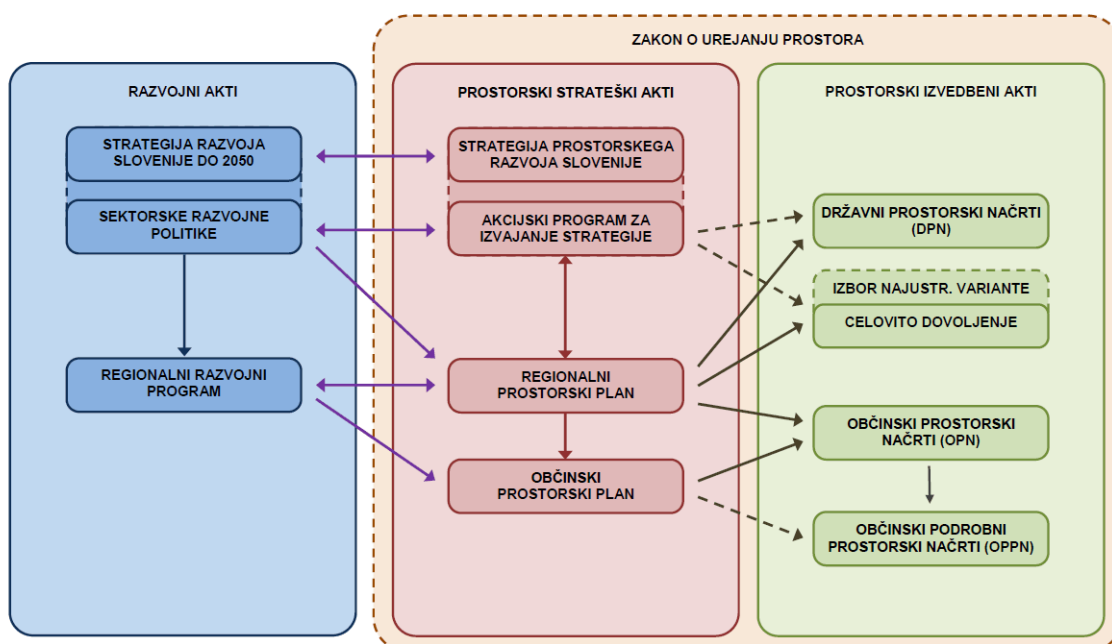 ZAKON O UREJANJU PROSTORA
RAZVOJNI AKTI
STRATEGIJA RAZVOJA
SLOVENIJE DO 2050
SEKTORSKE RAZVOJNE
POLITIKE
REGIONALNI RAZVOJNI
PROGRAM
PROSTORSKI STRATEŠKI AKTI
STRATEGIJA PROSTORSKEGA
RAZVOJA SLOVENIJE
AKCIJSKI PROGRAM ZA
IZVAJANJE STRATEGIJE
REGIONALNI
PROSTORSKI PLAN
OBČINSKI
PROSTORSKI PLAN
PROSTORSKI IZVEDBENI AKTI
DRŽAVNI PROSTORSKI NAČRTI
(DPN)
IZBOR NAJUSTR. VARIANTE
CELOVITO DOVOLJENJE
OBČINSKI PROSTORSKI
NAČRTI (OPN)
OBČINSKI PODROBNI
PROSTORSKI NAČRTI (OPPN)